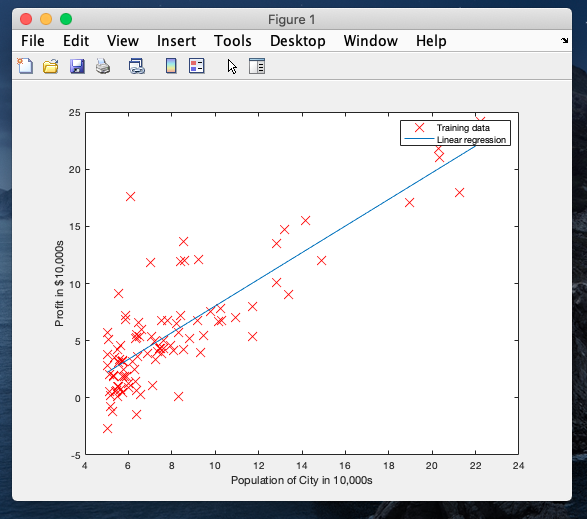 Figure 1
File Edit View Insert Tools Desktop Window Help
25
20
15
10
5
0
-5
Profit in $10,000s
Training data
Linear regression
4 6 8 10 12 14 16 18 20 22 24
Population of City in 10,000s